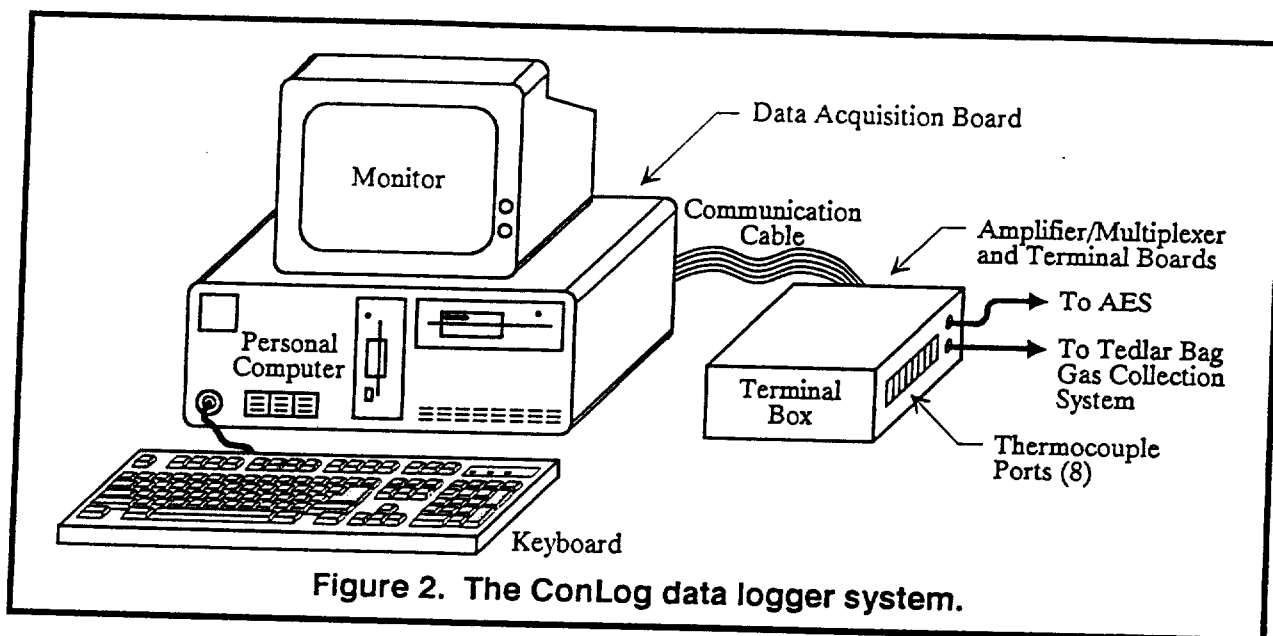 Data Acquisition Board
Monitor
Communication
Cable
Amplifier/Multiplexer
and Terminal Boards
To AES
To Tedlar Bag
Gas Collection
System
Personal
Computer
Terminal
Box
Thermocouple
Ports (8)
Keyboard
Figure 2. The ConLog data logger system.